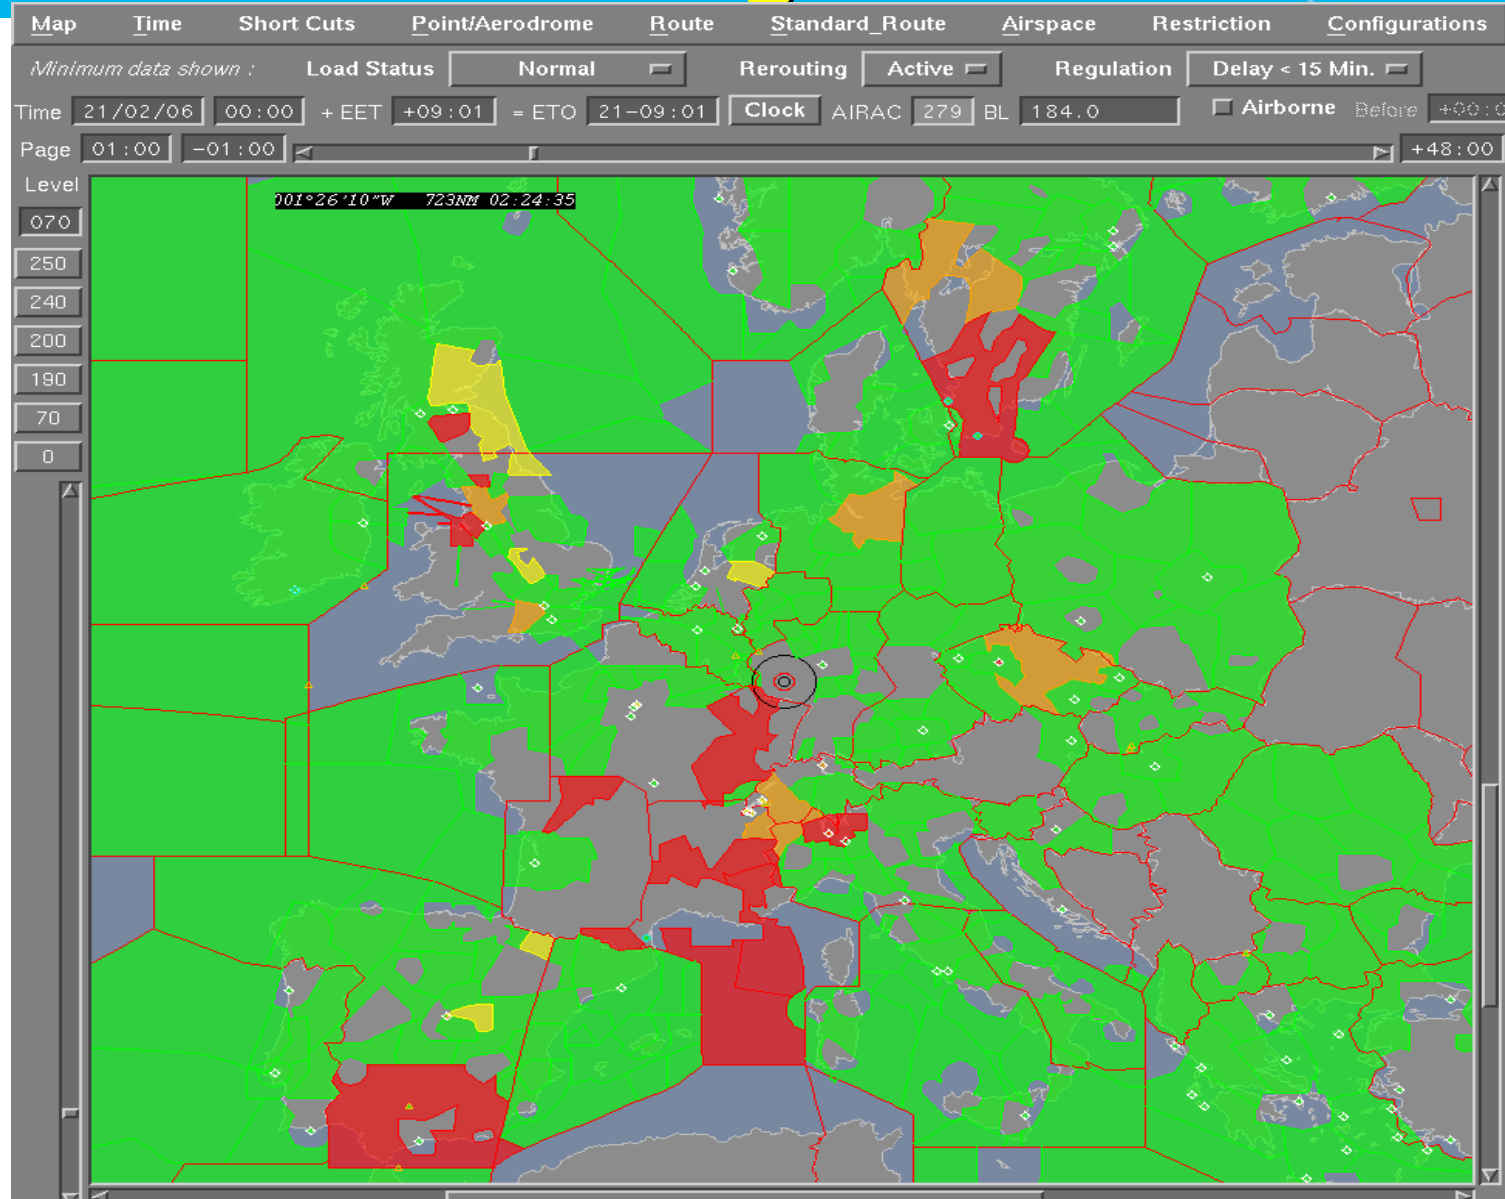 Map Time Short Cuts Point/Aerodrome Route Standard_Route Airspace Restriction Configurations
Minimum data shown : Load Status Normal Rerouting Active Regulation Delay < 15 Min.
Time 21/02/06 00:00 + EET +09:01 = ETO 21-09:01 Clock AIRAC 279 BL 184.0 Airborne Before
Page 01:00 -01:00 +48:00
Level
070
250
240
200
190
70
0
001°26'10"W 723NM 02:24:35